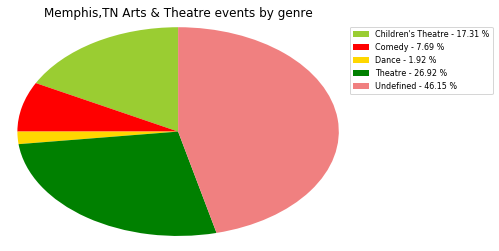 Memphis,TN Arts & Theatre events by genre
Children's Theatre - 17.31 %
Comedy - 7.69 %
Dance - 1.92 %
Theatre - 26.92 %
Undefined - 46.15 %